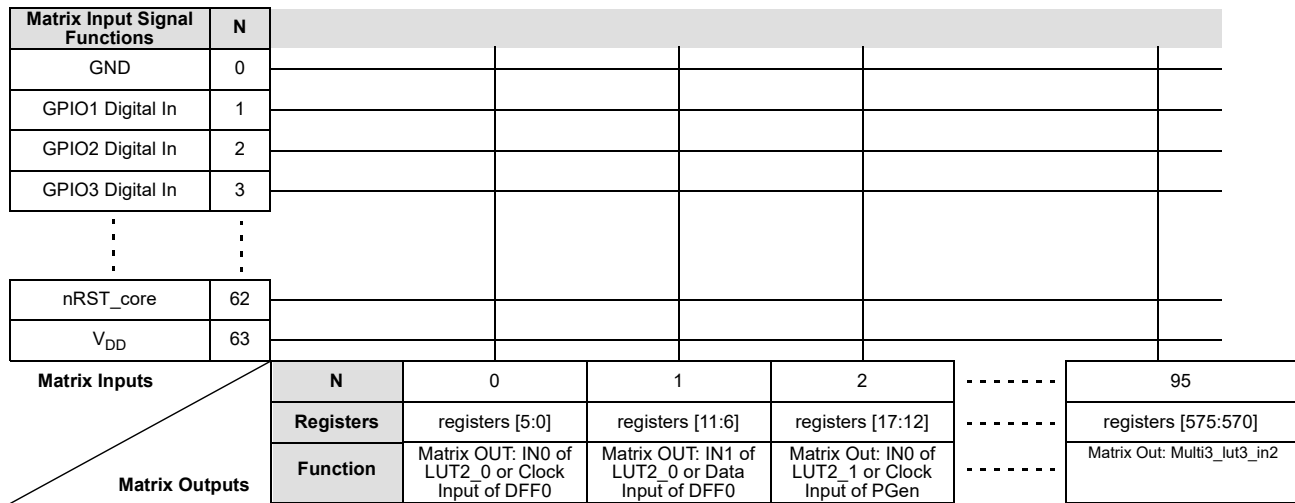 Matrix Input Signal
Functions
N
GND
0
GPIO1 Digital In
1
GPIO2 Digital In
2
GPIO3 Digital In
3
nRST_core
62
VDD
63
Matrix Inputs
Matrix Outputs
N
0
1
2
95
Registers
registers [5:0]
registers [11:6]
registers [17:12]
registers [575:570]
Function
Matrix OUT: IN0 of
LUT2_0 or Clock
Input of DFF0
Matrix OUT: IN1 of
LUT2_0 or Data
Input of DFF0
Matrix Out: IN0 of
LUT2_1 or Clock
Input of PGen
Matrix Out: Multi3_lut3_in2